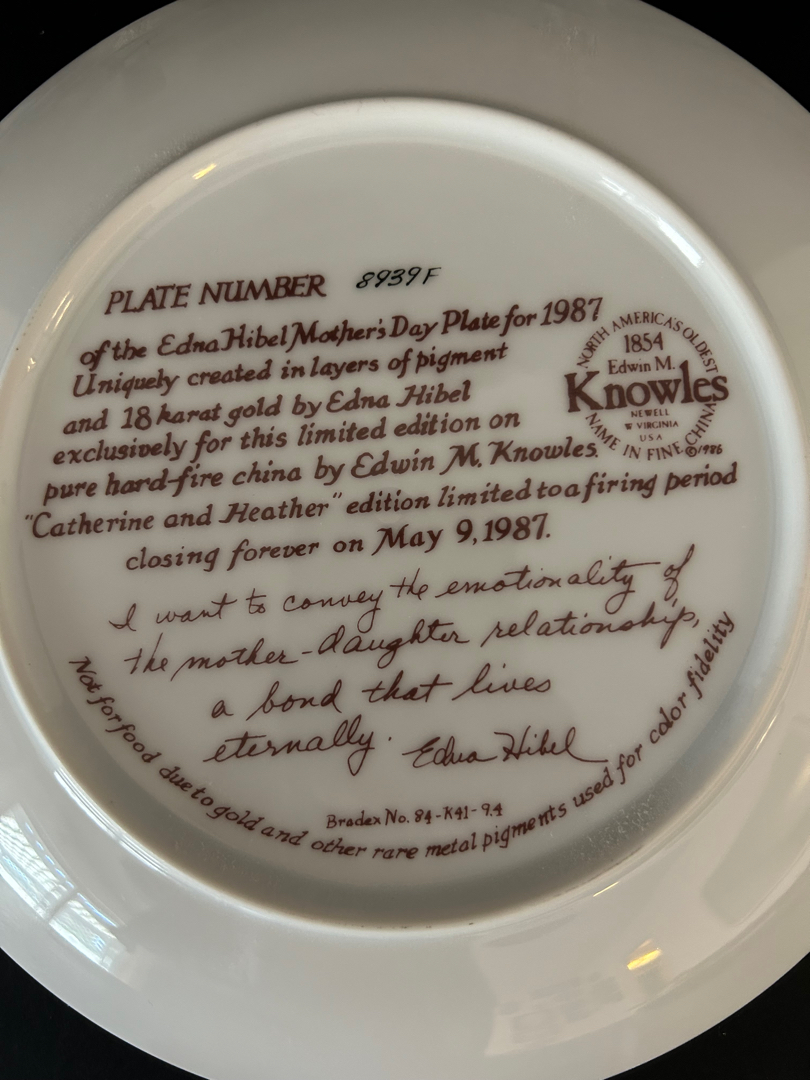 PLATE NUMBER 8939F
of the Edna Hibel Mother's Day Plate for 1987
Uniquely created in layers of pigment
and 18 karat gold by Edna Hibel
exclusively for this limited edition on
pure hard-fire china by Edwin M. Knowles.
"Catherine and Heather" edition limited to a firing period
closing forever on May 9, 1987.
NORTH AMERICA'S OLDEST
1854
Edwin M.
Knowles
NEWELL
W VIRGINIA
USA
NAME IN FINE CHINA
©1986
I want to convey the emotionality of
the mother-daughter relationship,
a bond that lives
eternally. Edna Hibel
Bradex No. 84-K41-9.4
Not for food due to gold and other rare metal pigments used for color fidelity